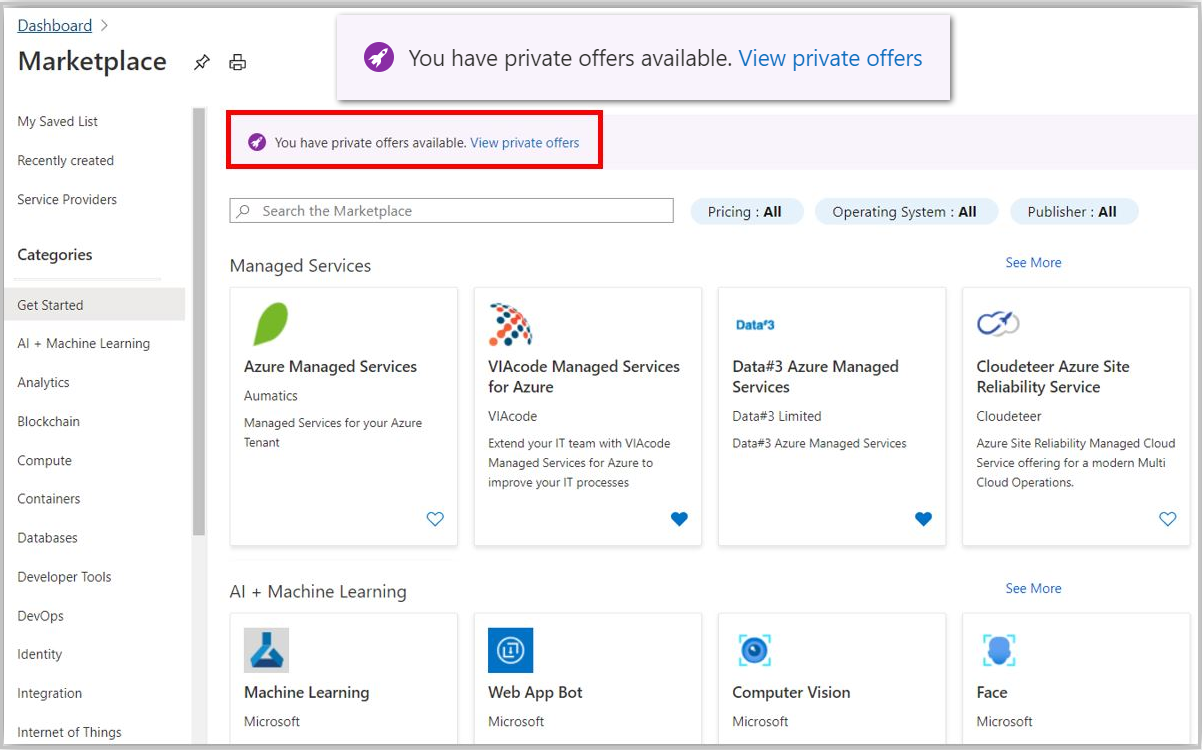 Dashboard
Marketplace
You have private offers available. View private offers
My Saved List
Recently created
Service Providers
Categories
Get Started
AI + Machine Learning
Analytics
Blockchain
Compute
Containers
Databases
Developer Tools
DevOps
Identity
Integration
Internet of Things
You have private offers available. View private offers
Search the Marketplace
Pricing : All
Operating System : All
Publisher : All
Managed Services
See More
Azure Managed Services
Aumatics
Managed Services for your Azure
Tenant
VIAcode Managed Services
for Azure
VIAcode
Extend your IT team with VIAcode
Managed Services for Azure to
improve your IT processes
Data#3
Data#3 Azure Managed
Services
Data#3 Limited
Data#3 Azure Managed Services
Cloudeteer Azure Site
Reliability Service
Cloudeteer
Azure Site Reliability Managed Cloud
Service offering for a modern Multi
Cloud Operations.
AI + Machine Learning
See More
Machine Learning
Microsoft
Web App Bot
Microsoft
Computer Vision
Microsoft
Face
Microsoft